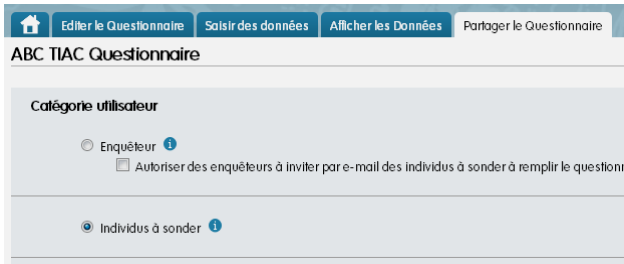 Editer le Questionnaire Saisir des données Afficher les Données Partager le Questionnaire
ABC TIAC Questionnaire
Catégorie utilisateur
Enquêteur
Autoriser des enquêteurs à inviter par e-mail des individus à sonder à remplir le questionn
Individus à sonder